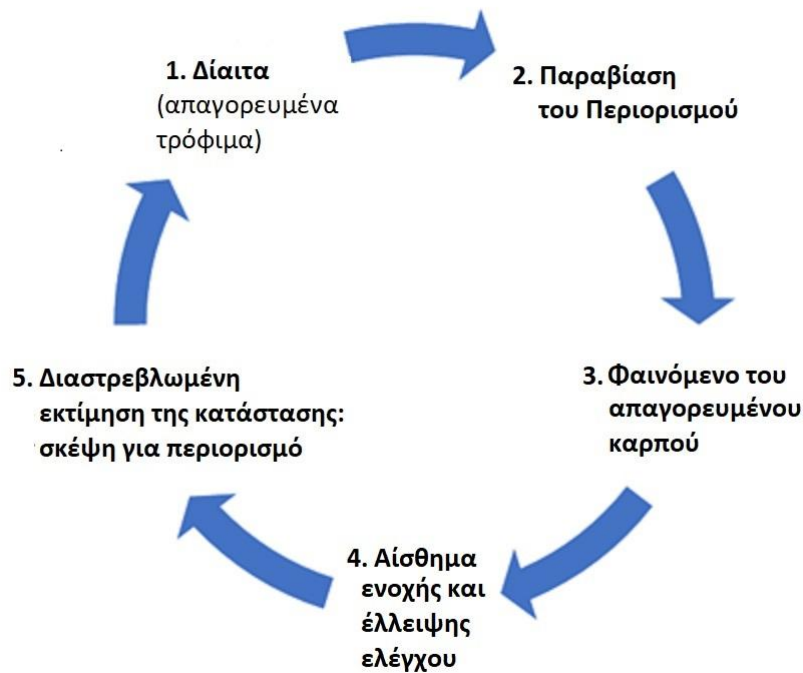 1. Δίαιτα
(απαγορευμένα
τρόφιμα)
2. Παραβίαση
του Περιορισμού
3. Φαινόμενο του
απαγορευμένου
καρπού
4. Αίσθημα
ενοχής και
έλλειψης
ελέγχου
5. Διαστρεβλωμένη
εκτίμηση της κατάστασης:
σκέψη για περιορισμό